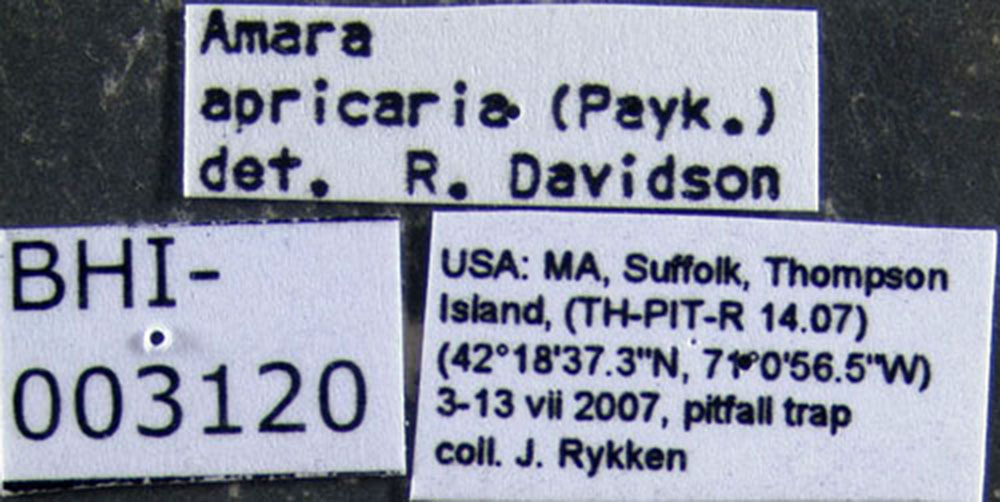 Amara
apricaria (Payk.)
det. R. Davidson
BHI-
003120
USA: MA, Suffolk, Thompson
Island, (TH-PIT-R 14.07)
(42°18'37.3"N, 71°0'56.5"W)
3-13 vii 2007, pitfall trap
coll. J. Rykken